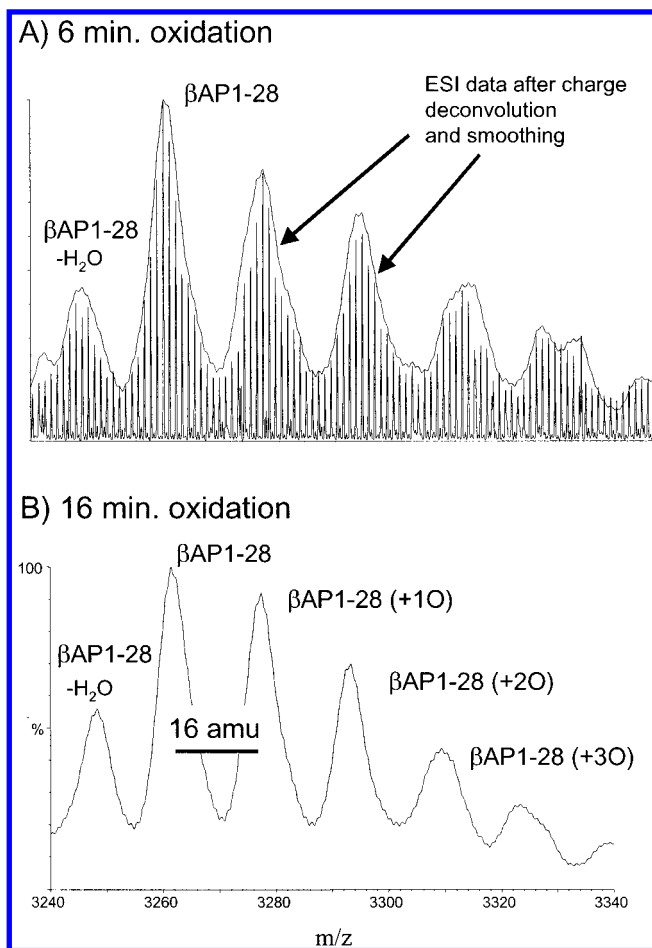 A) 6 min. oxidation
βAP1-28
ESI data after charge
deconvolution
and smoothing
βAP1-28
-H₂O
B) 16 min. oxidation
βAP1-28
100
βAP1-28 (+1O)
βAP1-28
-H₂O
βAP1-28 (+2O)
16 amu
%
βAP1-28 (+3O)
3240 3260 3280 3300 3320 3340
m/z